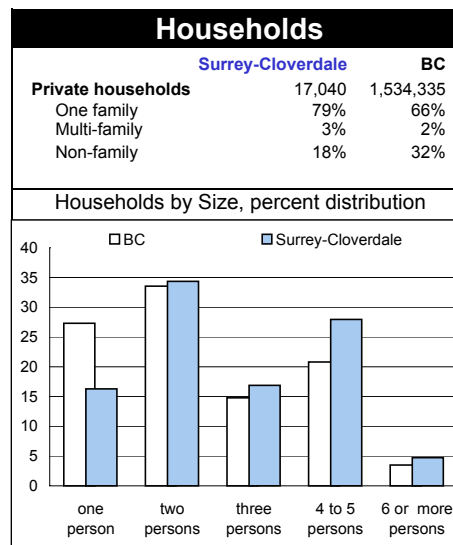 Households
Surrey-Cloverdale BC
Private households 17,040 1,534,335
One family 79% 66%
Multi-family 3% 2%
Non-family 18% 32%
Households by Size, percent distribution
BC Surrey-Cloverdale
40
35
30
25
20
15
10
5
0
one two three 4 to 5 6 or more
person persons persons persons persons